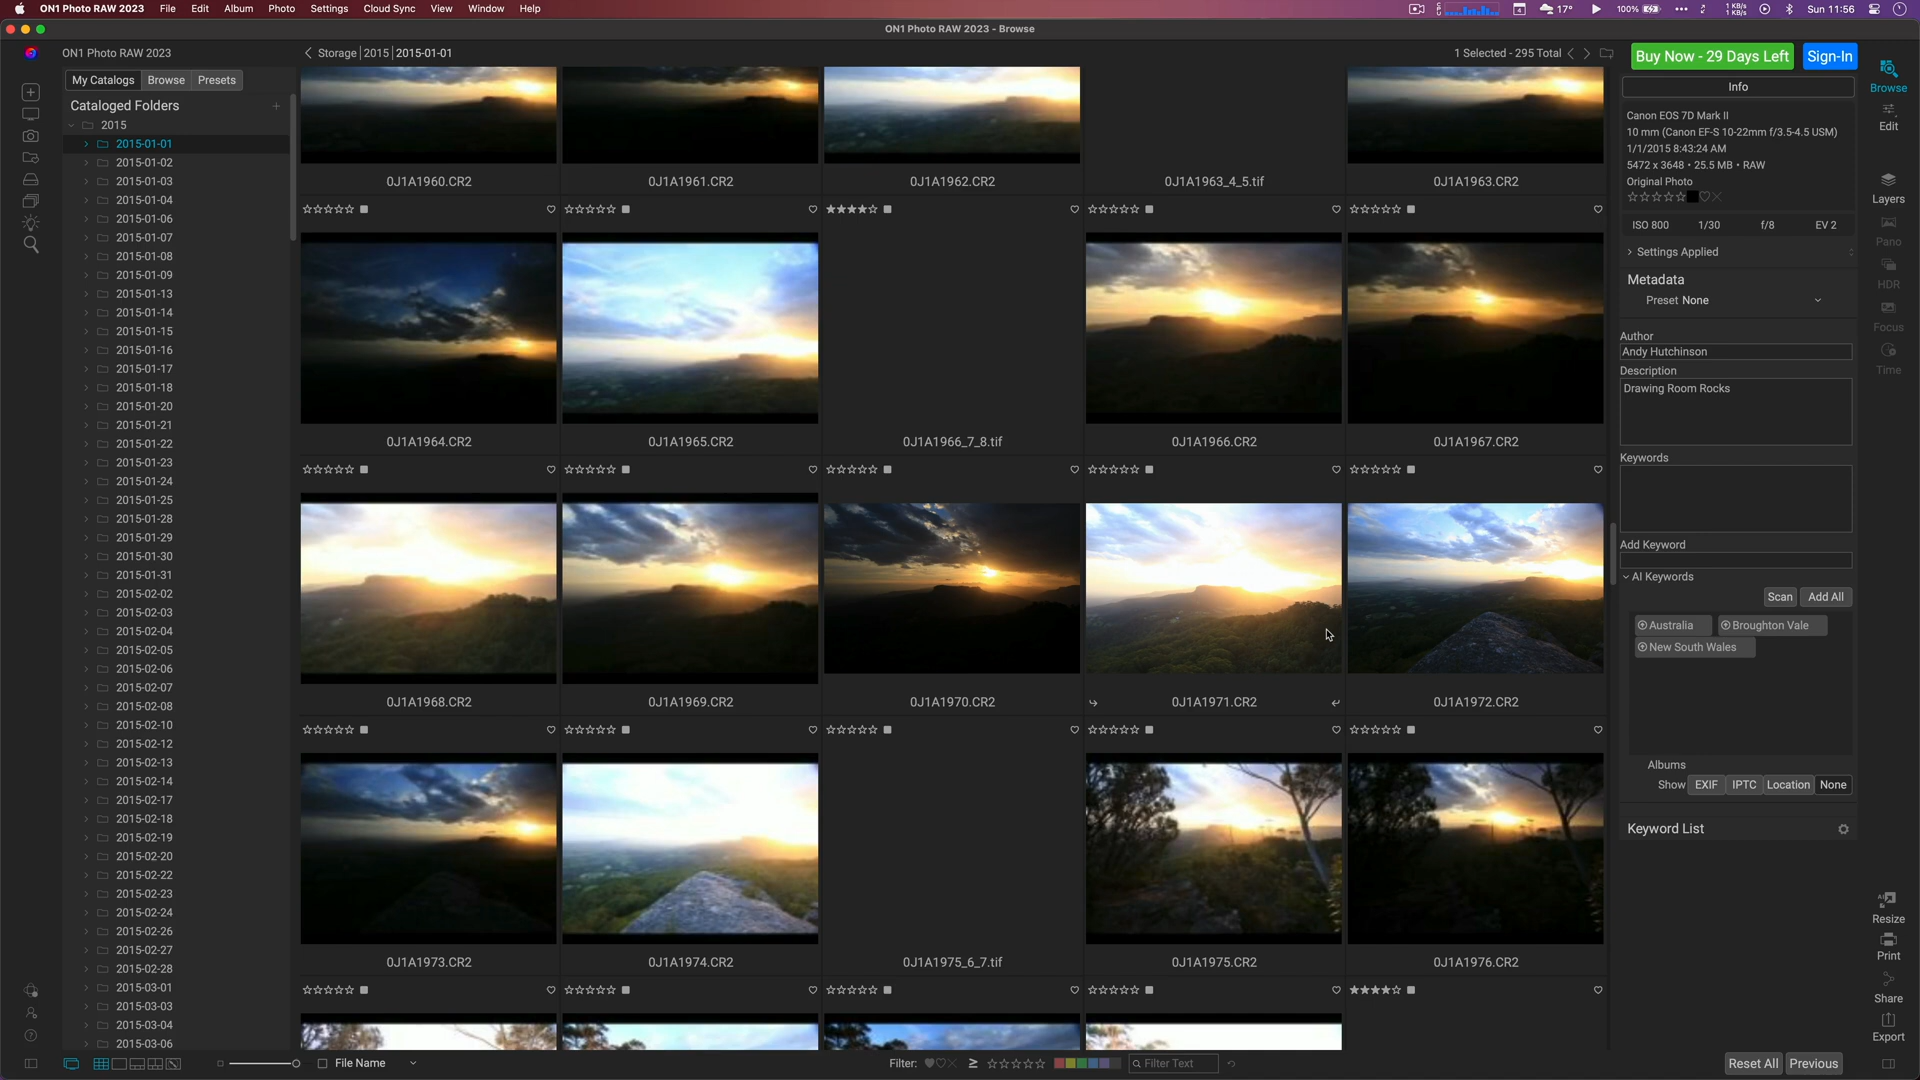 ON1 Photo RAW 2023 File Edit Album Photo Settings Cloud Sync View Window Help 17° 100% 1 KB/s 1 KB/s Sun 11:56
ON1 Photo RAW 2023 - Browse
ON1 Photo RAW 2023 Storage 2015 2015-01-01 1 Selected - 295 Total Buy Now - 29 Days Left Sign-In
My Catalogs Browse Presets
Cataloged Folders
2015
2015-01-01
2015-01-02
2015-01-03
2015-01-04
2015-01-06
2015-01-07
2015-01-08
2015-01-09
2015-01-13
2015-01-14
2015-01-15
2015-01-16
2015-01-17
2015-01-18
2015-01-20
2015-01-21
2015-01-22
2015-01-23
2015-01-24
2015-01-25
2015-01-28
2015-01-29
2015-01-30
2015-01-31
2015-02-02
2015-02-03
2015-02-04
2015-02-05
2015-02-06
2015-02-07
2015-02-08
2015-02-10
2015-02-12
2015-02-13
2015-02-14
2015-02-17
2015-02-18
2015-02-19
2015-02-20
2015-02-22
2015-02-23
2015-02-24
2015-02-26
2015-02-27
2015-02-28
2015-03-01
2015-03-03
2015-03-04
2015-03-06
0J1A1960.CR2 0J1A1961.CR2 0J1A1962.CR2 0J1A1963_4_5.tif 0J1A1963.CR2
0J1A1964.CR2 0J1A1965.CR2 0J1A1966_7_8.tif 0J1A1966.CR2 0J1A1967.CR2
0J1A1968.CR2 0J1A1969.CR2 0J1A1970.CR2 0J1A1971.CR2 0J1A1972.CR2
0J1A1973.CR2 0J1A1974.CR2 0J1A1975_6_7.tif 0J1A1975.CR2 0J1A1976.CR2
File Name Filter: Filter Text
Info
Canon EOS 7D Mark II
10 mm (Canon EF-S 10-22mm f/3.5-4.5 USM)
1/1/2015 8:43:24 AM
5472 x 3648 • 25.5 MB • RAW
Original Photo
ISO 800 1/30 f/8 EV 2
Settings Applied
Metadata
Preset None
Author
Andy Hutchinson
Description
Drawing Room Rocks
Keywords
Add Keyword
AI Keywords
Scan Add All
Australia Broughton Vale
New South Wales
Albums
Show EXIF IPTC Location None
Keyword List
Reset All Previous
Browse
Edit
Layers
Pano
HDR
Focus
Time
Resize
Print
Share
Export